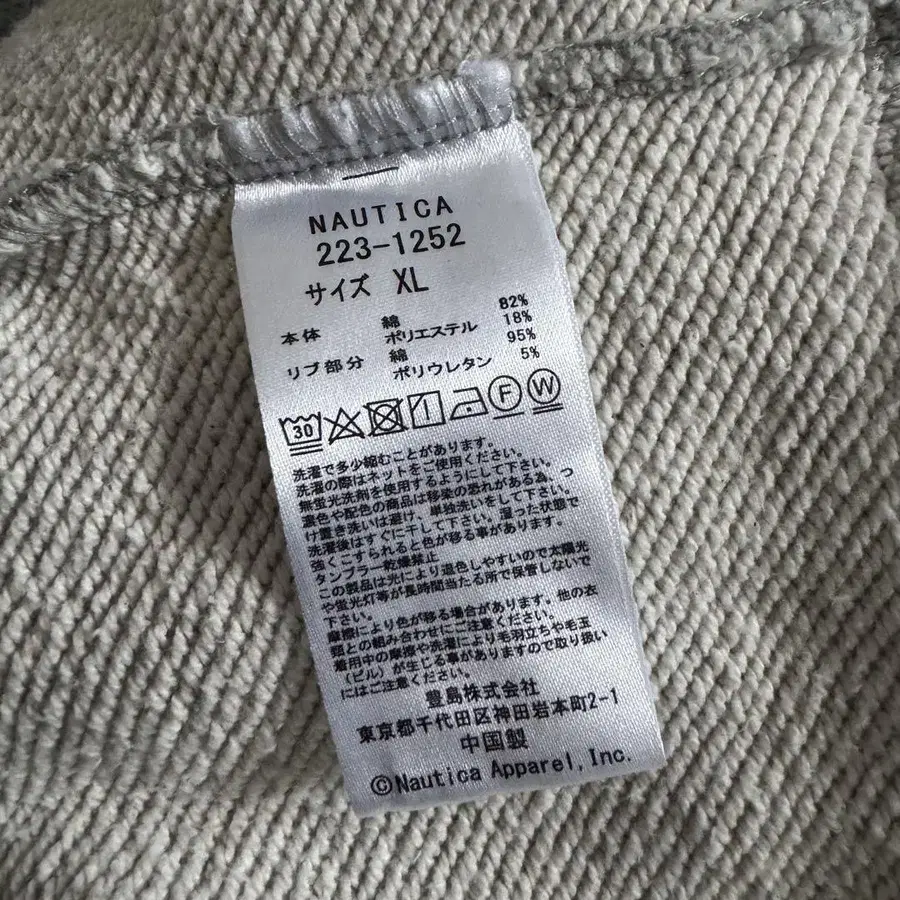 NAUTICA
223-1252
サイズ XL
本体 綿 82%
ポリエステル 18%
リブ部分 綿 95%
ポリウレタン 5%
30 F W
洗濯で多少縮むことがあります。
洗濯の際はネットをご使用ください。
無蛍光洗剤を使用するようにして下さい。
濃色や配色の商品は移染の恐れがある為、つ
け置き洗いは避け、単独洗いをして下さい。
洗濯後はすぐに干して下さい。湿った状態で
強くこすられると色が移る事があります。
タンブラー乾燥禁止
この製品は光により退色しやすいので太陽光
や蛍光灯等が長時間当たる所で保管しないで
下さい。
摩擦により色が移る場合があります。他の衣
類との組み合わせにご注意ください。
着用中の摩擦や洗濯により毛羽立ちや毛玉
(ピル)が生じる事がありますので取り扱い
にはご注意ください。
豊島株式会社
東京都千代田区神田岩本町2-1
中国製
©Nautica Apparel, Inc.